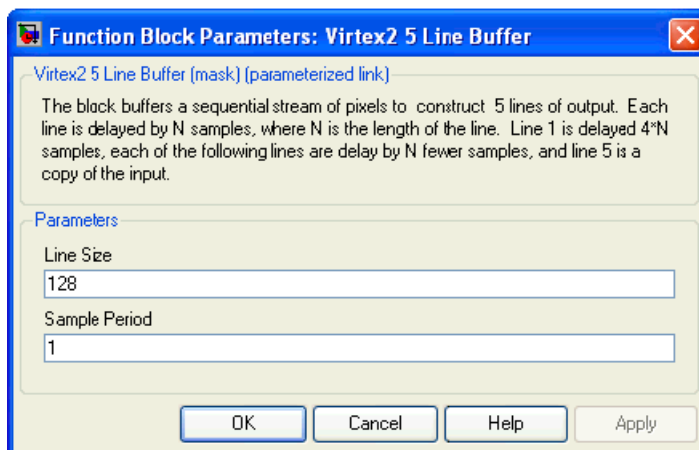 Function Block Parameters: Virtex2 5 Line Buffer
Virtex2 5 Line Buffer (mask) (parameterized link)
The block buffers a sequential stream of pixels to construct 5 lines of output. Each
line is delayed by N samples, where N is the length of the line. Line 1 is delayed 4*N
samples, each of the following lines are delay by N fewer samples, and line 5 is a
copy of the input.
Parameters
Line Size
128
Sample Period
1
OK Cancel Help Apply